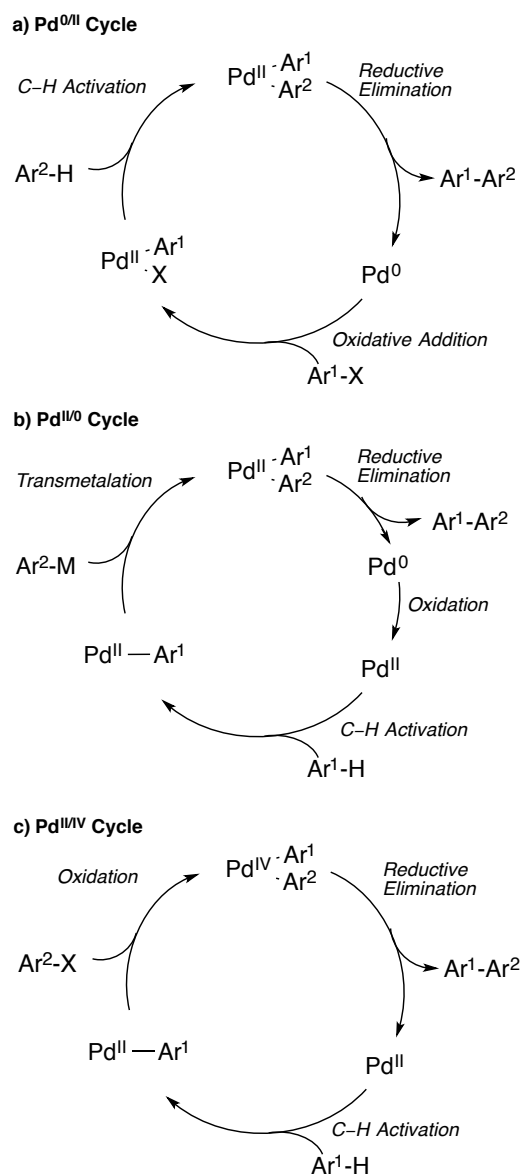 a) Pd0/II Cycle
C–H Activation
PdII Ar1
Ar2
Reductive
Elimination
Ar2-H
Ar1-Ar2
PdII Ar1
X
Pd0
Oxidative Addition
Ar1-X
b) PdII/0 Cycle
Transmetalation
PdII Ar1
Ar2
Reductive
Elimination
Ar1-Ar2
Ar2-M
Pd0
Oxidation
PdII — Ar1
PdII
C–H Activation
Ar1-H
c) PdII/IV Cycle
Oxidation
PdIV Ar1
Ar2
Reductive
Elimination
Ar2-X
Ar1-Ar2
PdII — Ar1
PdII
C–H Activation
Ar1-H